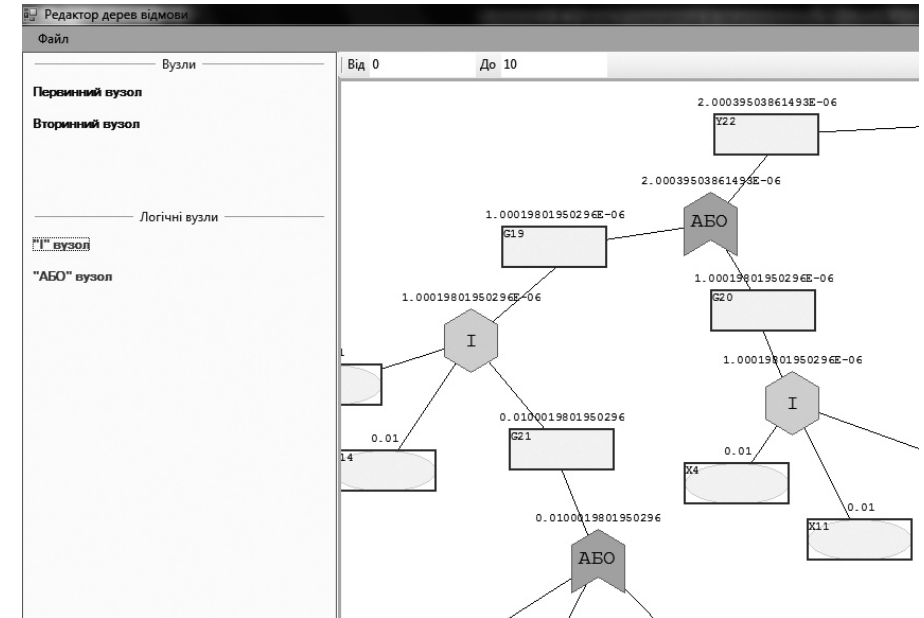 Редактор дерев відмови
Файл
Вузли
Від 0 До 10
Первинний вузол
Вторинний вузол
Логічні вузли
"І" вузол
"АБО" вузол
2.00039503861493E-06
Y22
2.00039503861493E-06
АБО
1.00019801950296E-06
G19
1.00019801950296E-06
G20
1.00019801950296E-06
І
1.00019801950296E-06
І
1
0.0100019801950296
G21
0.01
14
0.01
X4
0.01
X11
0.0100019801950296
АБО